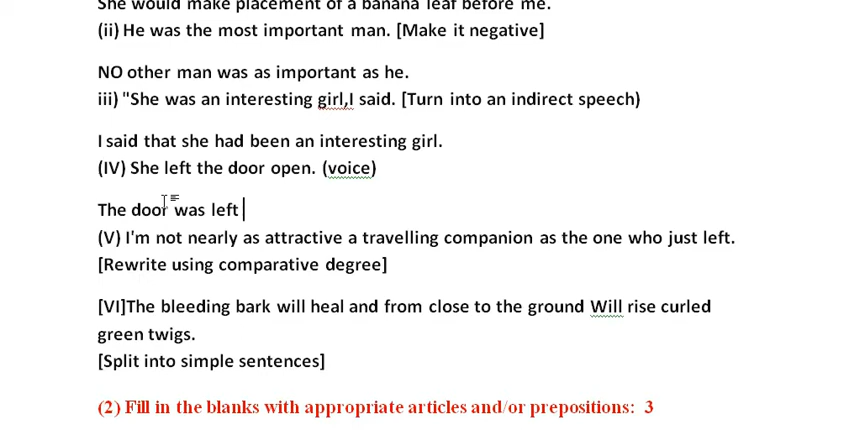 She would make placement of a banana leaf before me.
(ii) He was the most important man. [Make it negative]
NO other man was as important as he.
iii) "She was an interesting girl,I said. [Turn into an indirect speech)
I said that she had been an interesting girl.
(IV) She left the door open. (voice)
The door was left
(V) I'm not nearly as attractive a travelling companion as the one who just left.
[Rewrite using comparative degree]
[VI]The bleeding bark will heal and from close to the ground Will rise curled
green twigs.
[Split into simple sentences]
(2) Fill in the blanks with appropriate articles and/or prepositions: 3